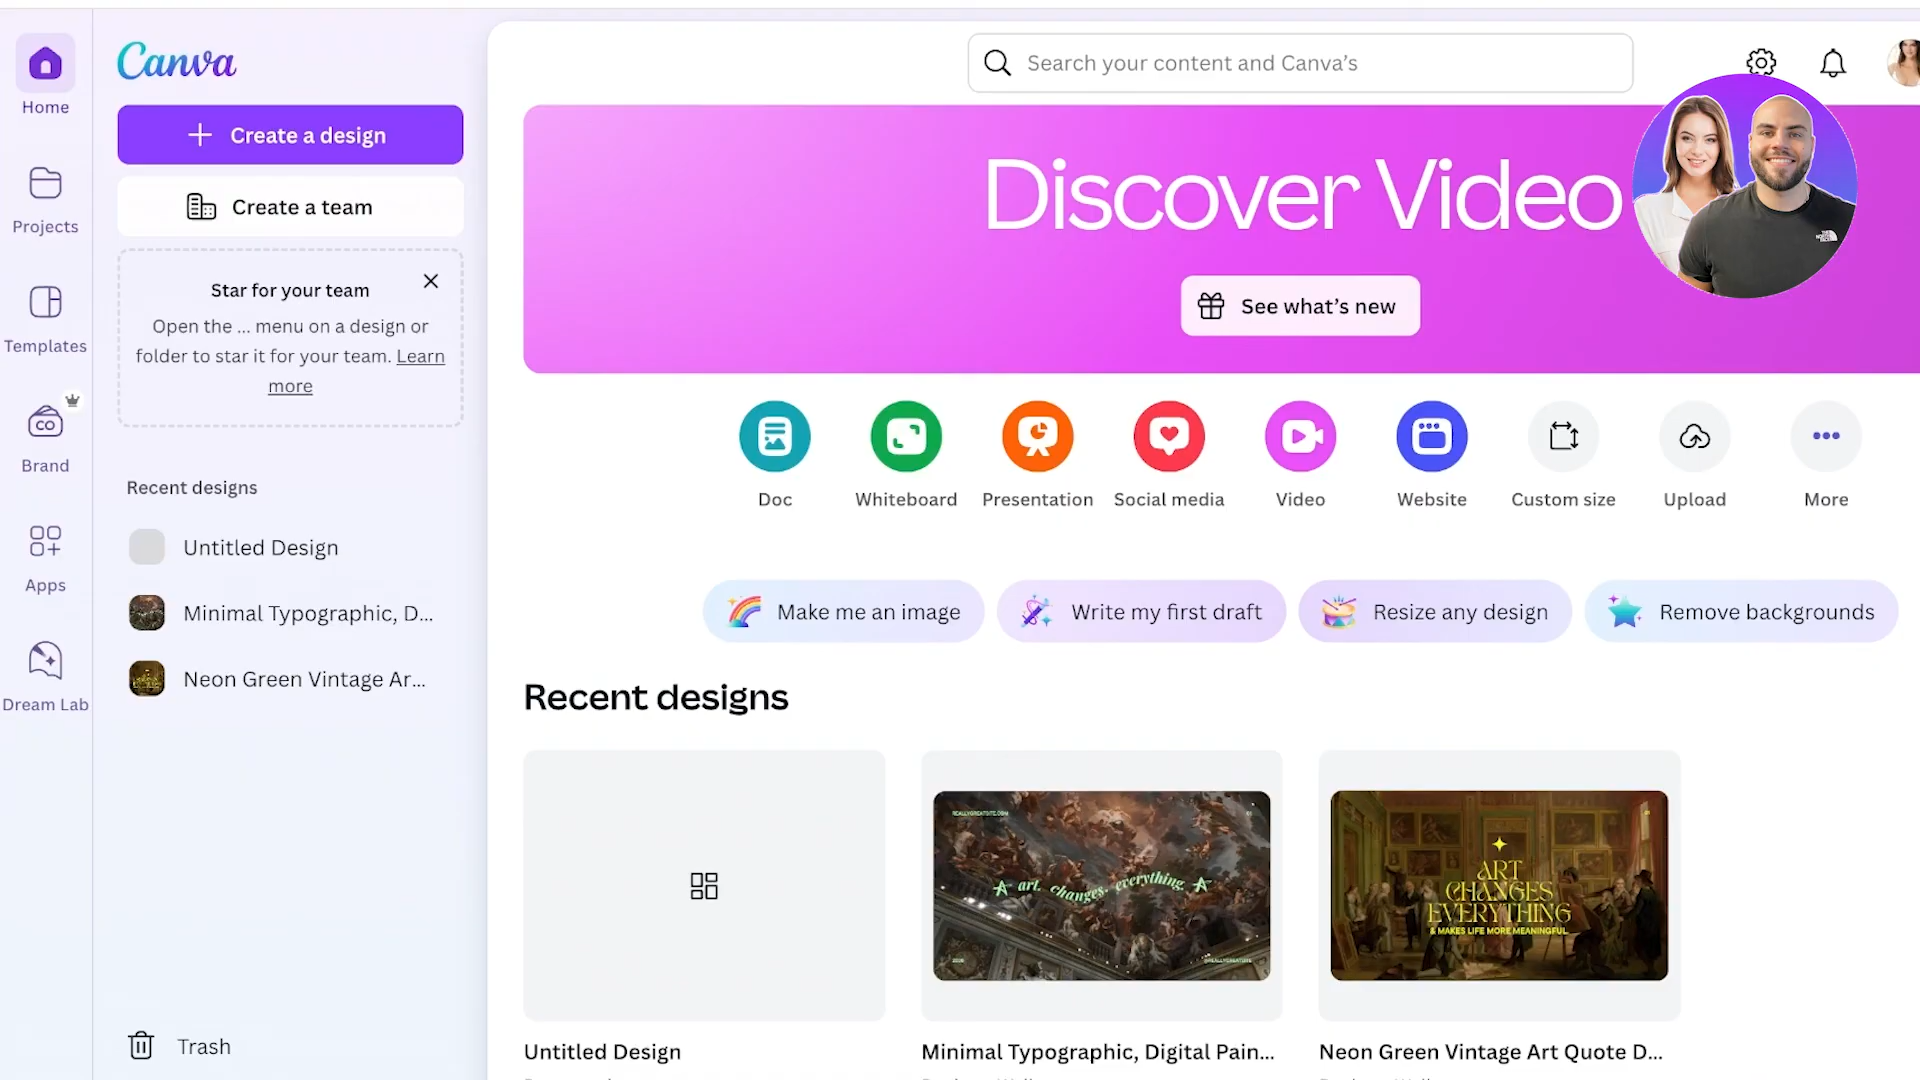 Canva
Search your content and Canva's
Home
Create a design
Create a team
Discover Video
See what's new
Projects
Star for your team
Open the ... menu on a design or
folder to star it for your team. Learn
more
Templates
CO
Brand
Doc
Whiteboard
Presentation
Social media
Video
Website
Custom size
Upload
More
Recent designs
Untitled Design
Minimal Typographic, D...
Neon Green Vintage Ar...
Apps
Dream Lab
Make me an image
Write my first draft
Resize any design
Remove backgrounds
Recent designs
REALLYGREATSITE.COM
art. changes. everything.
ART
CHANGES
EVERYTHING
& MAKES LIFE MORE MEANINGFUL.
Untitled Design
Minimal Typographic, Digital Pain...
Neon Green Vintage Art Quote D...
Trash